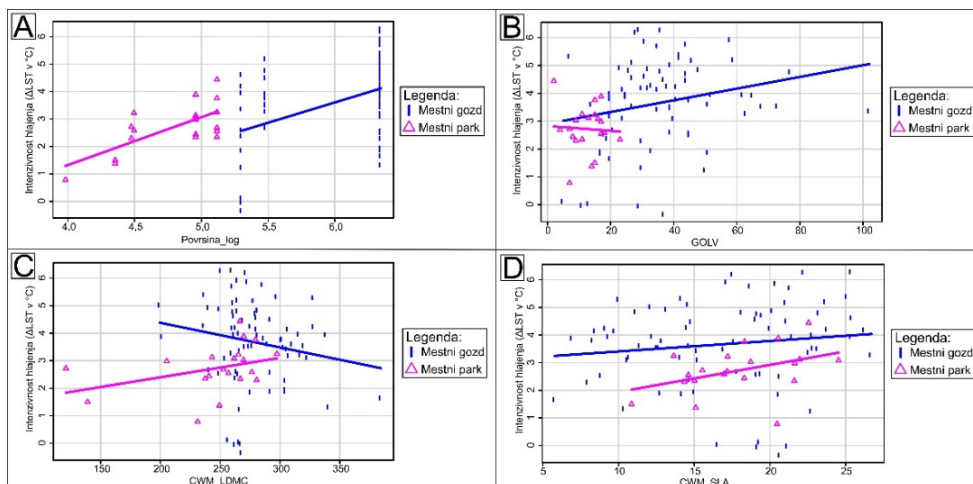 A
Intenzivnost hlajenja (ΔLST v °C)
6
5
4
3
2
1
0
4,0
4,5
5,0
5,5
6,0
Povrsina_log
Legenda:
Mestni gozd
Mestni park
B
Intenzivnost hlajenja (ΔLST v °C)
6
5
4
3
2
1
0
0
20
40
60
80
100
GOLV
Legenda:
Mestni gozd
Mestni park
C
Intenzivnost hlajenja (ΔLST v °C)
6
5
4
3
2
1
0
150
200
250
300
350
CWM_LDMC
Legenda:
Mestni gozd
Mestni park
D
Intenzivnost hlajenja (ΔLST v °C)
6
5
4
3
2
1
0
5
10
15
20
25
CWM_SLA
Legenda:
Mestni gozd
Mestni park